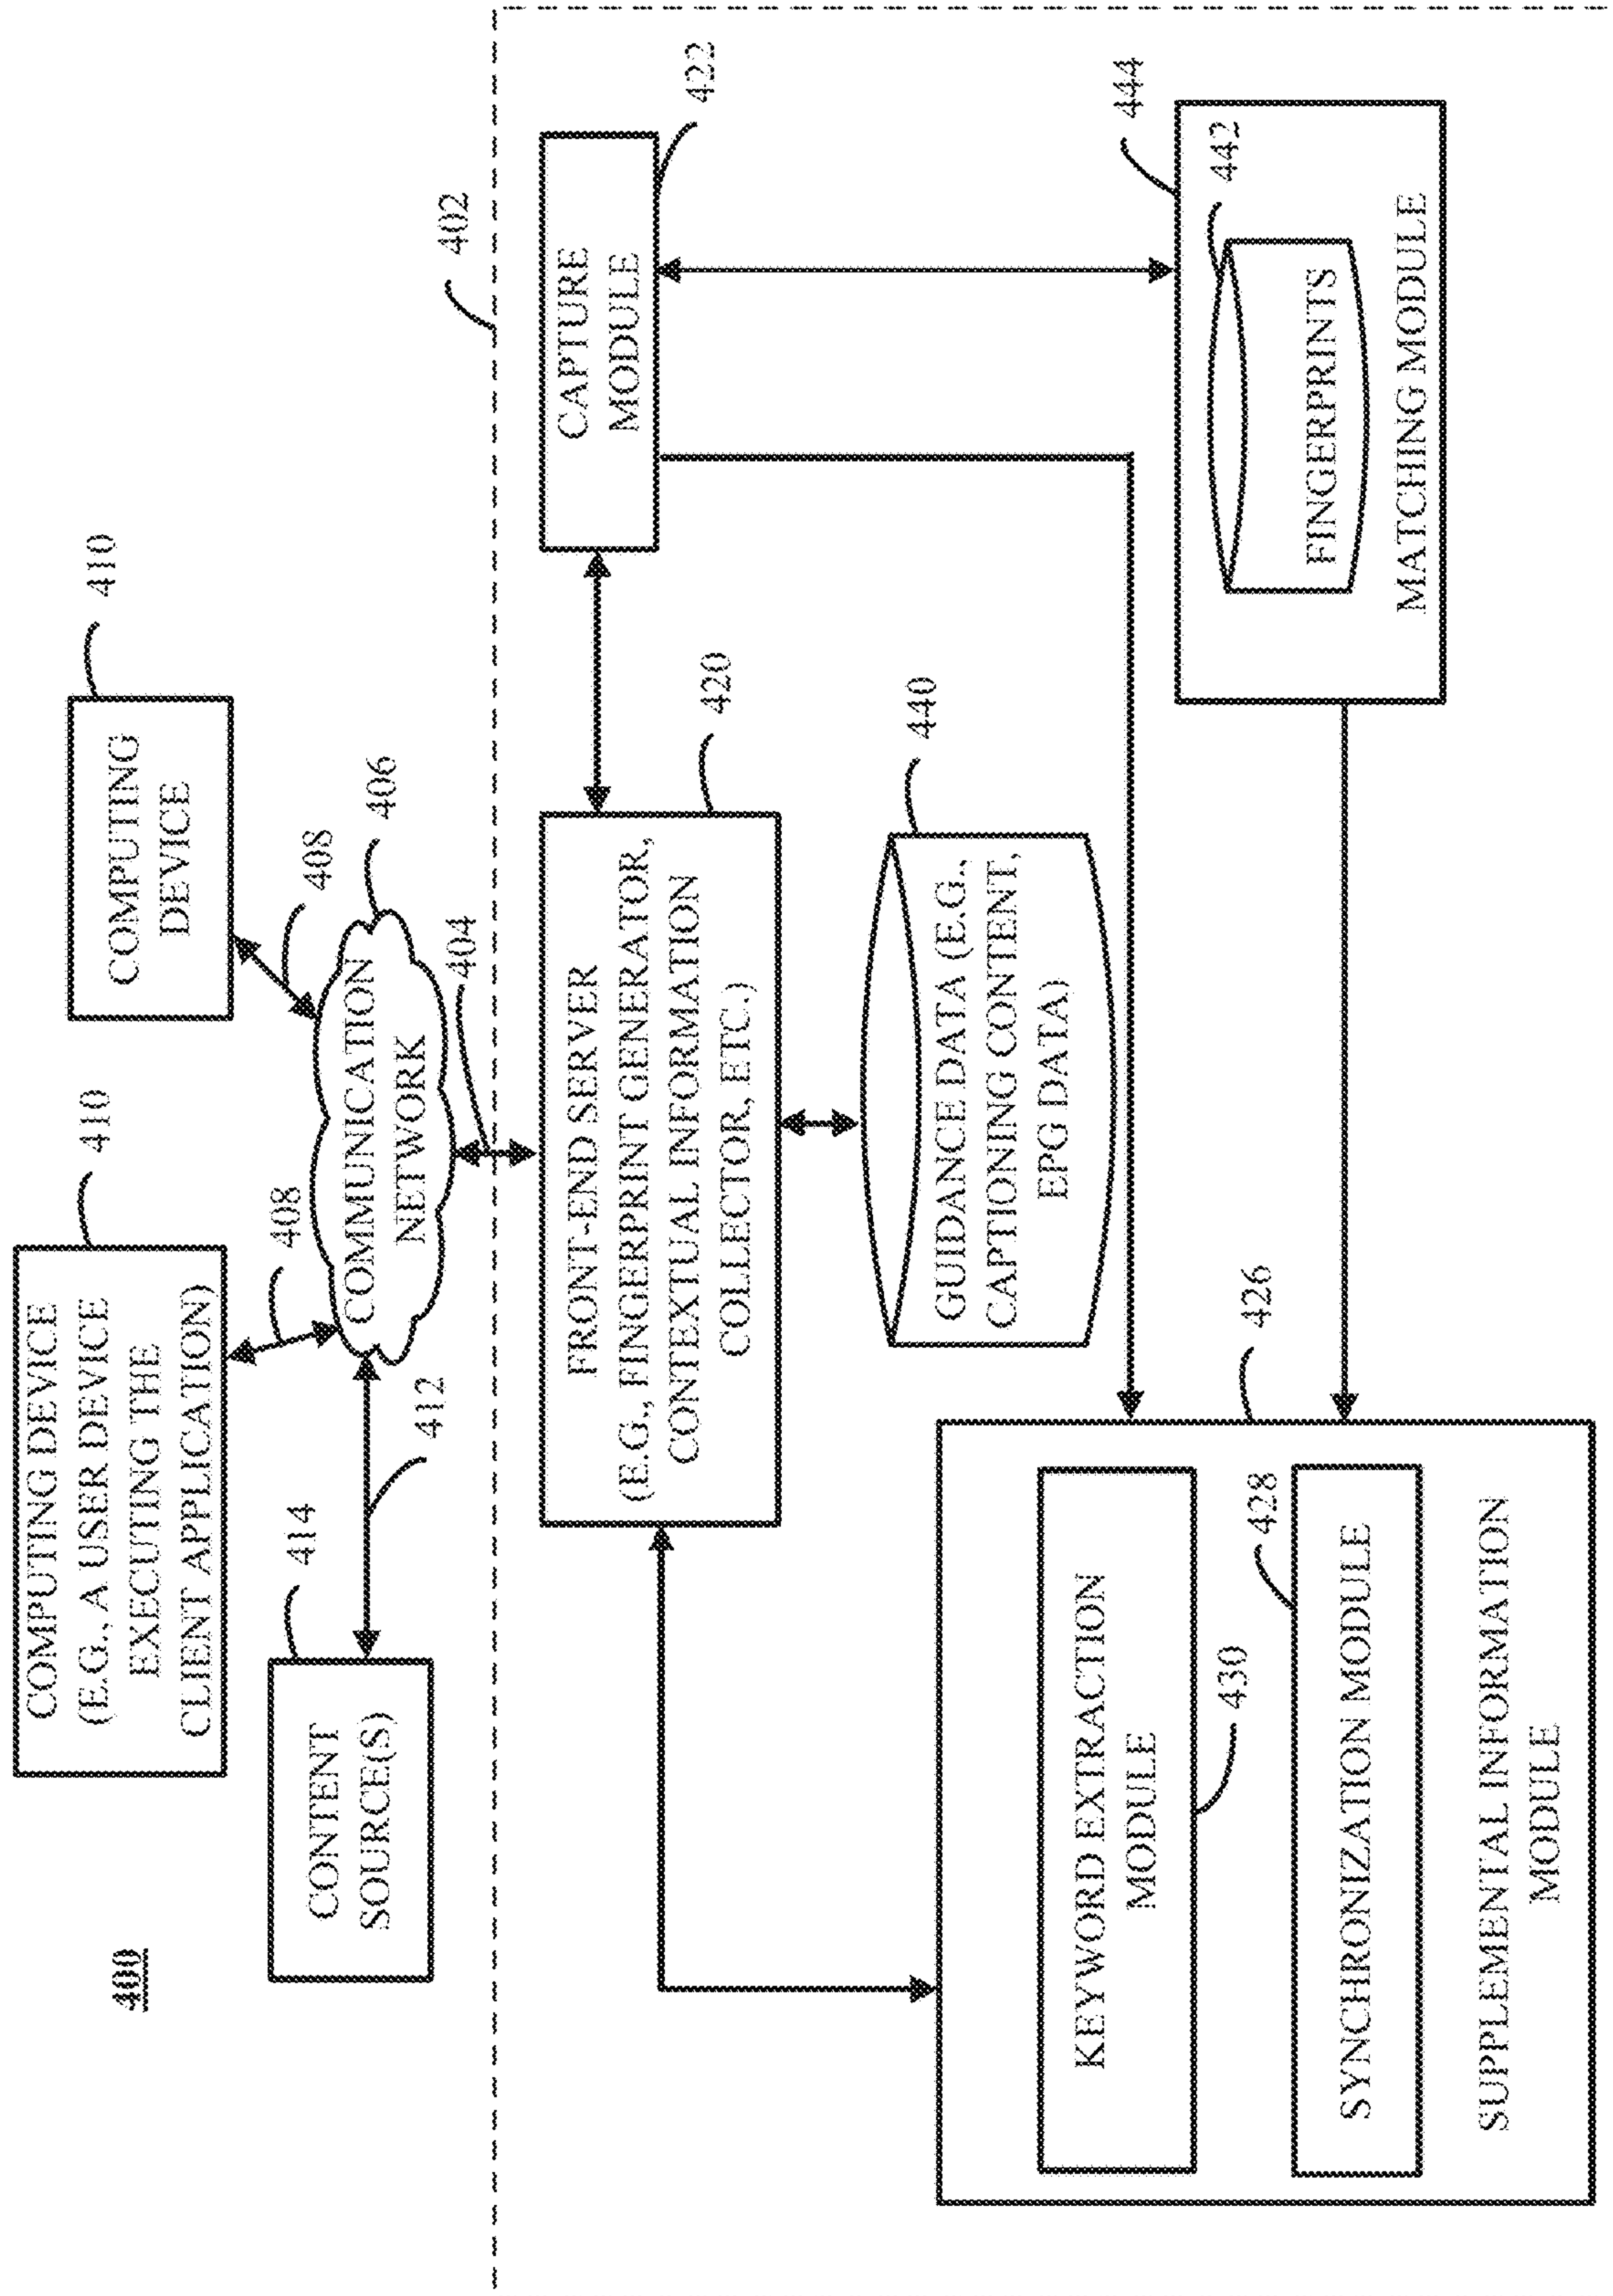 400
COMPUTING DEVICE
(E.G., A USER DEVICE
EXECUTING THE
CLIENT APPLICATION)
410
COMPUTING
DEVICE
410
408
408
CONTENT
SOURCE(S)
414
412
COMMUNICATION
NETWORK
406
404
402
FRONT-END SERVER
(E.G., FINGERPRINT GENERATOR,
CONTEXTUAL INFORMATION
COLLECTOR, ETC.)
420
CAPTURE
MODULE
422
GUIDANCE DATA (E.G.,
CAPTIONING CONTENT,
EPG DATA)
440
426
KEYWORD EXTRACTION
MODULE
430
428
SYNCHRONIZATION MODULE
SUPPLEMENTAL INFORMATION
MODULE
444
442
FINGERPRINTS
MATCHING MODULE